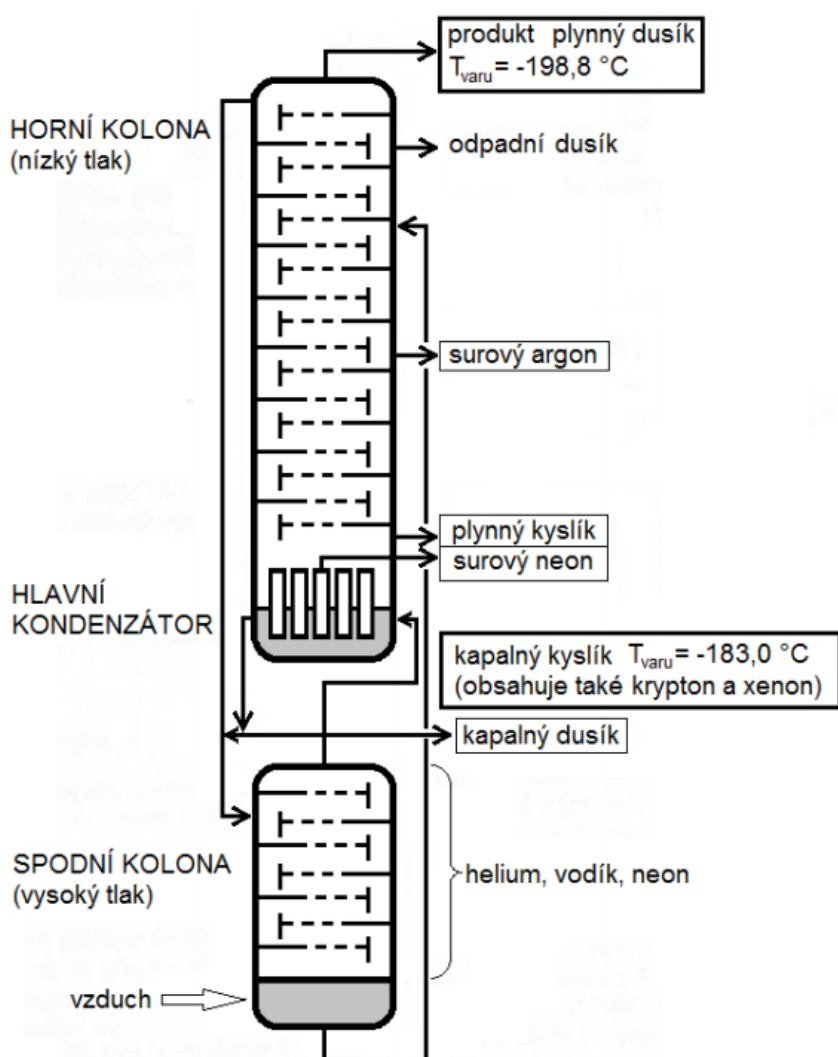 produkt plynný dusík
Tvaru = -198,8 °C
HORNÍ KOLONA
(nízký tlak)
odpadní dusík
surový argon
plynný kyslík
surový neon
HLAVNÍ
KONDENZÁTOR
kapalný kyslík Tvaru = -183,0 °C
(obsahuje také krypton a xenon)
kapalný dusík
SPODNÍ KOLONA
(vysoký tlak)
helium, vodík, neon
vzduch